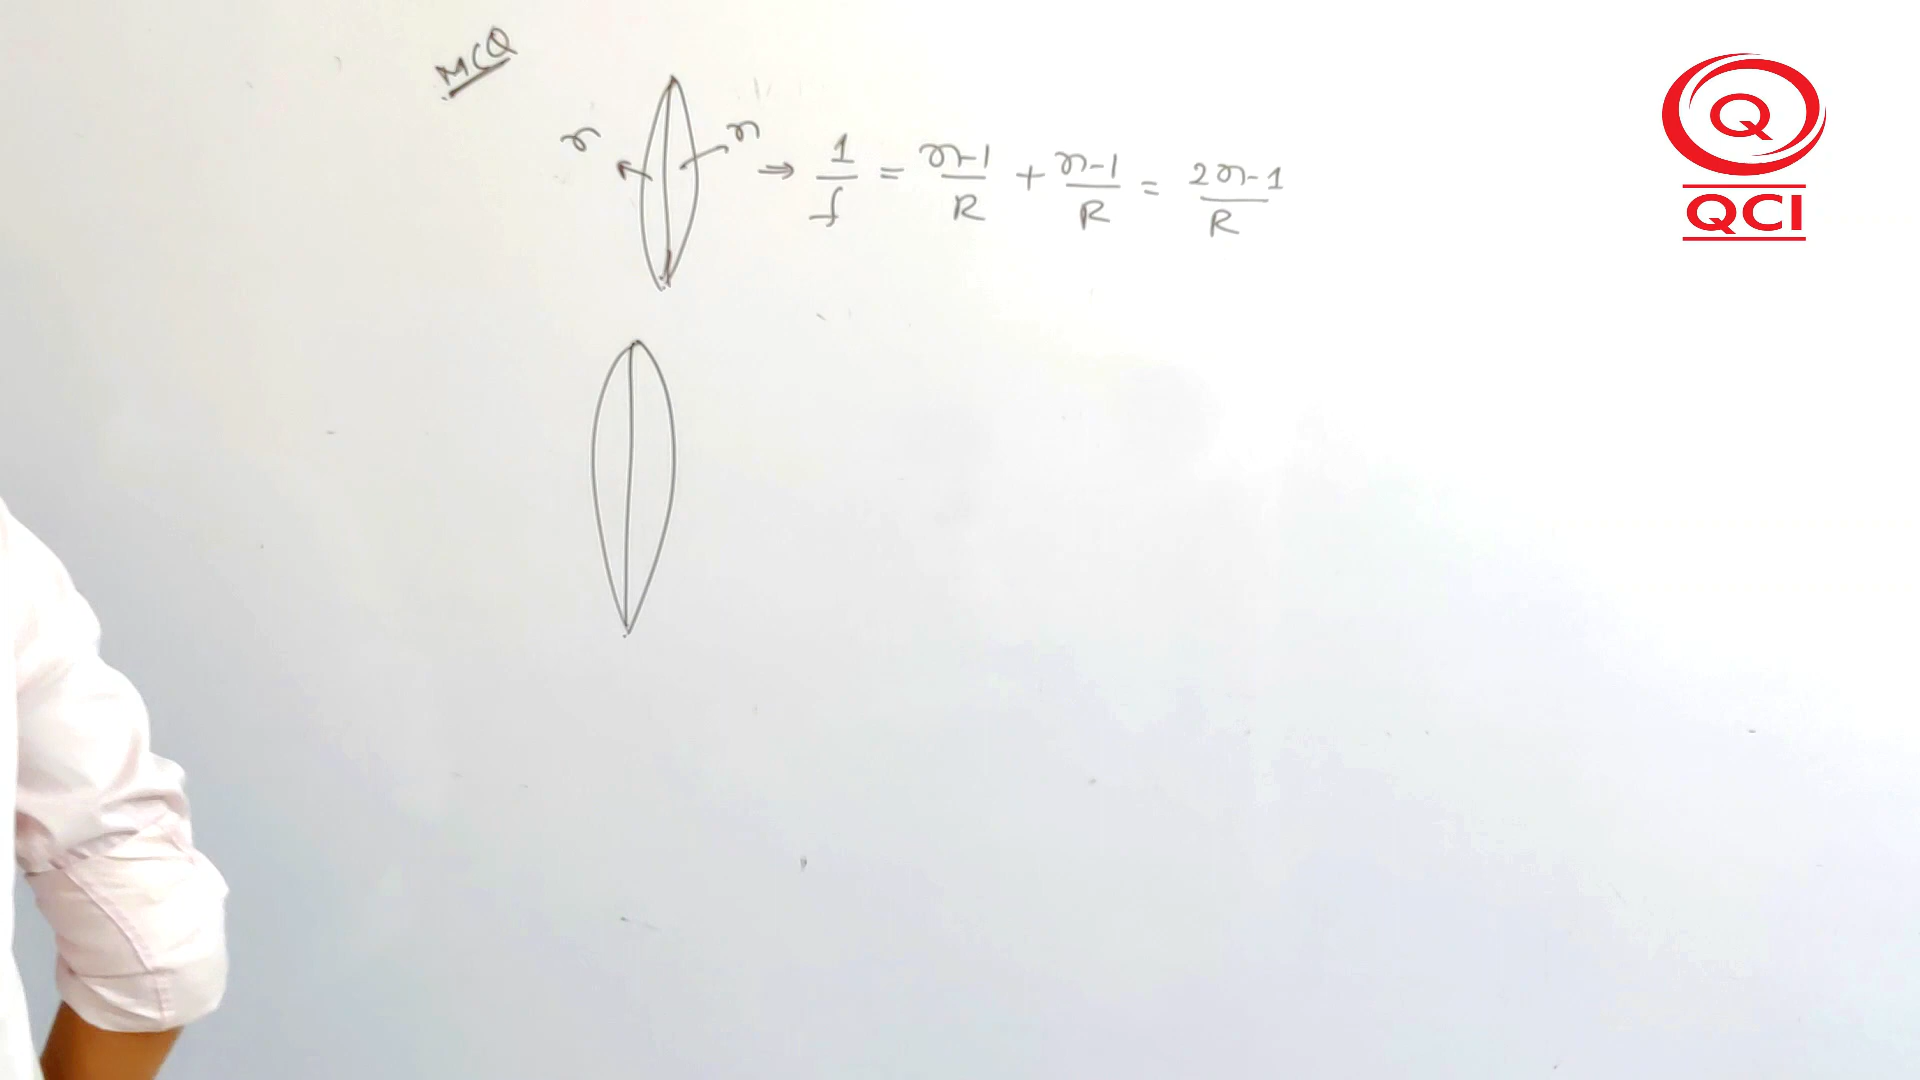 MCQ
n
n
⇒ 1/f = n-1/R + n-1/R = 2n-1/R
Q
QCI